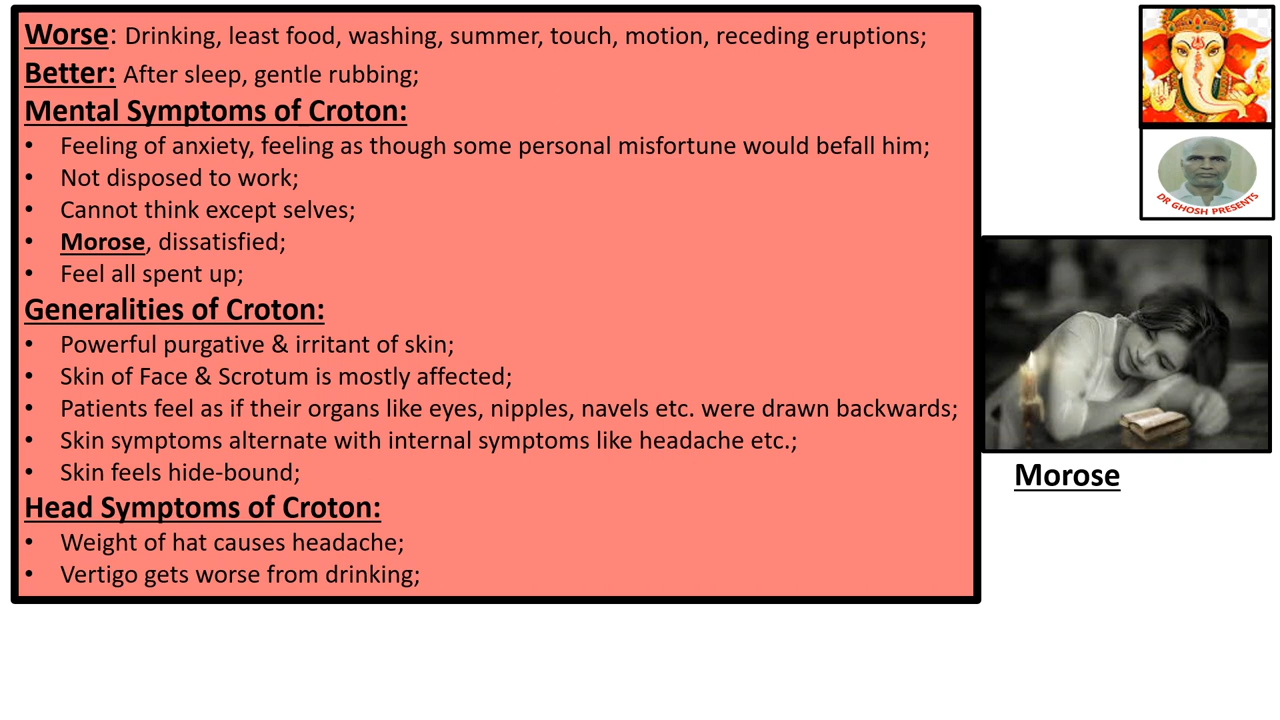 Worse: Drinking, least food, washing, summer, touch, motion, receding eruptions;
Better: After sleep, gentle rubbing;
Mental Symptoms of Croton:
• Feeling of anxiety, feeling as though some personal misfortune would befall him;
• Not disposed to work;
• Cannot think except selves;
• Morose, dissatisfied;
• Feel all spent up;
Generalities of Croton:
• Powerful purgative & irritant of skin;
• Skin of Face & Scrotum is mostly affected;
• Patients feel as if their organs like eyes, nipples, navels etc. were drawn backwards;
• Skin symptoms alternate with internal symptoms like headache etc.;
• Skin feels hide-bound;
Head Symptoms of Croton:
• Weight of hat causes headache;
• Vertigo gets worse from drinking;
DR GHOSH PRESENTS
Morose